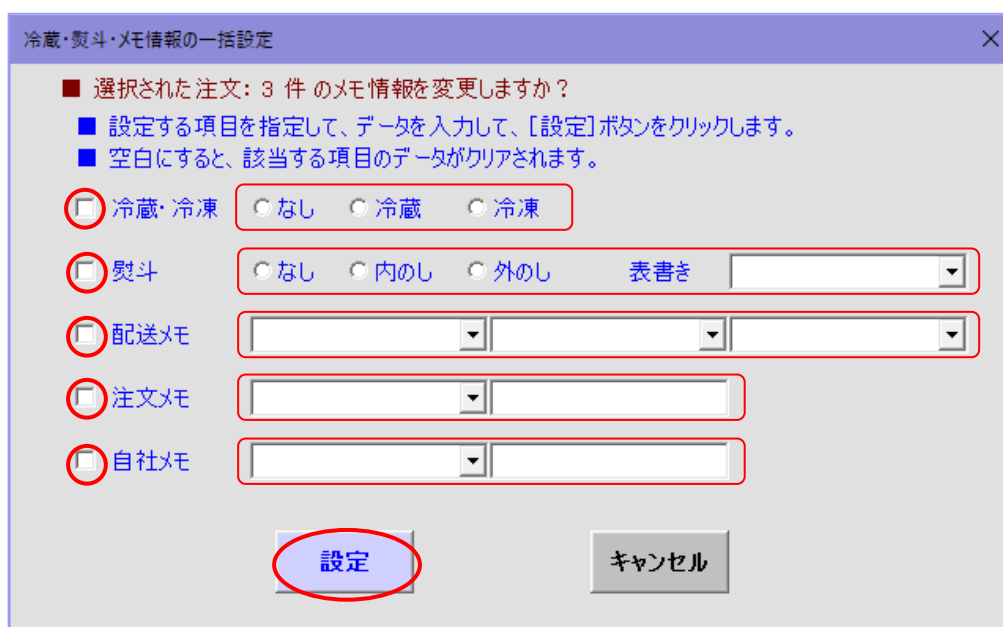 冷蔵・熨斗・メモ情報の一括設定
■ 選択された注文: 3 件 のメモ情報を変更しますか？
■ 設定する項目を指定して、データを入力して、[設定]ボタンをクリックします。
■ 空白にすると、該当する項目のデータがクリアされます。
冷蔵・冷凍 なし 冷蔵 冷凍
熨斗 なし 内のし 外のし 表書き
配送メモ
注文メモ
自社メモ
設定 キャンセル